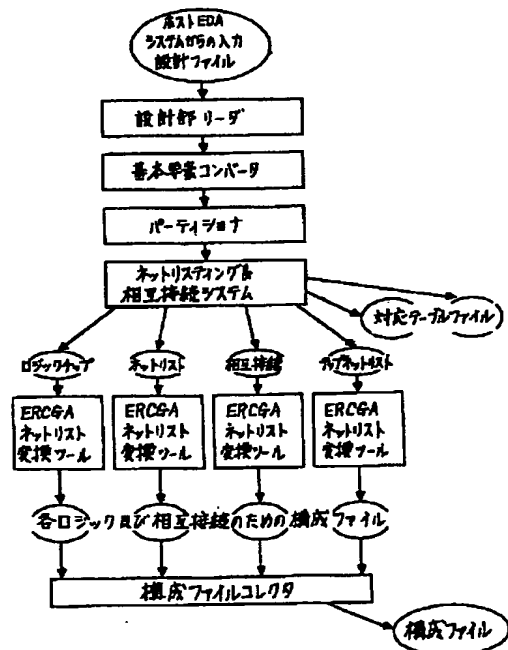 ホストEDA
システムからの入力
設計ファイル
設計部リーダ
基本要素コンバータ
パーティショナ
ネットリスティング&
相互接続システム
対応テーブルファイル
ロジックチップ
ネットリスト
相互接続
チップネットリスト
ERCGA
ネットリスト
変換ツール
ERCGA
ネットリスト
変換ツール
ERCGA
ネットリスト
変換ツール
ERCGA
ネットリスト
変換ツール
各ロジック及び相互接続のための構成ファイル
構成ファイルコレクタ
構成ファイル